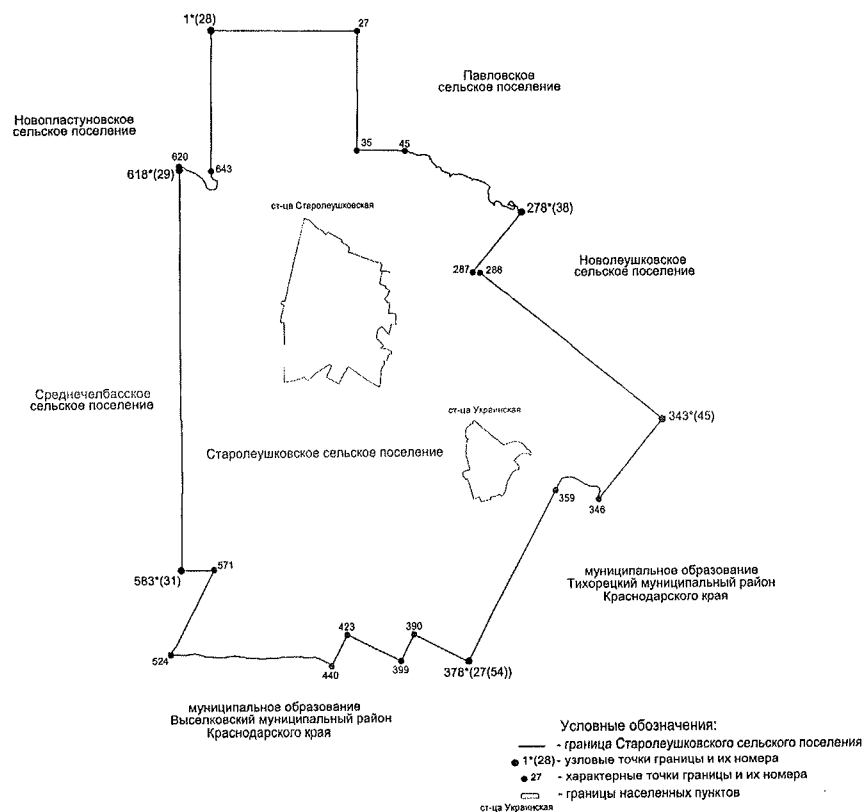 1*(28)
27
Павловское
сельское поселение
Новопластуновское
сельское поселение
35
45
620
618*(29)
643
278*(38)
ст-ца Старолеушковская
Новолеушковское
сельское поселение
287
288
Среднечелбасское
сельское поселение
343*(45)
ст-ца Украинская
Старолеушковское сельское поселение
359
346
583*(31)
571
муниципальное образование
Тихорецкий муниципальный район
Краснодарского края
423
390
524
440
399
378*(27(54))
муниципальное образование
Выселковский муниципальный район
Краснодарского края
Условные обозначения:
- граница Старолеушковского сельского поселения
1*(28) - узловые точки границы и их номера
27 - характерные точки границы и их номера
- границы населенных пунктов
ст-ца Украинская